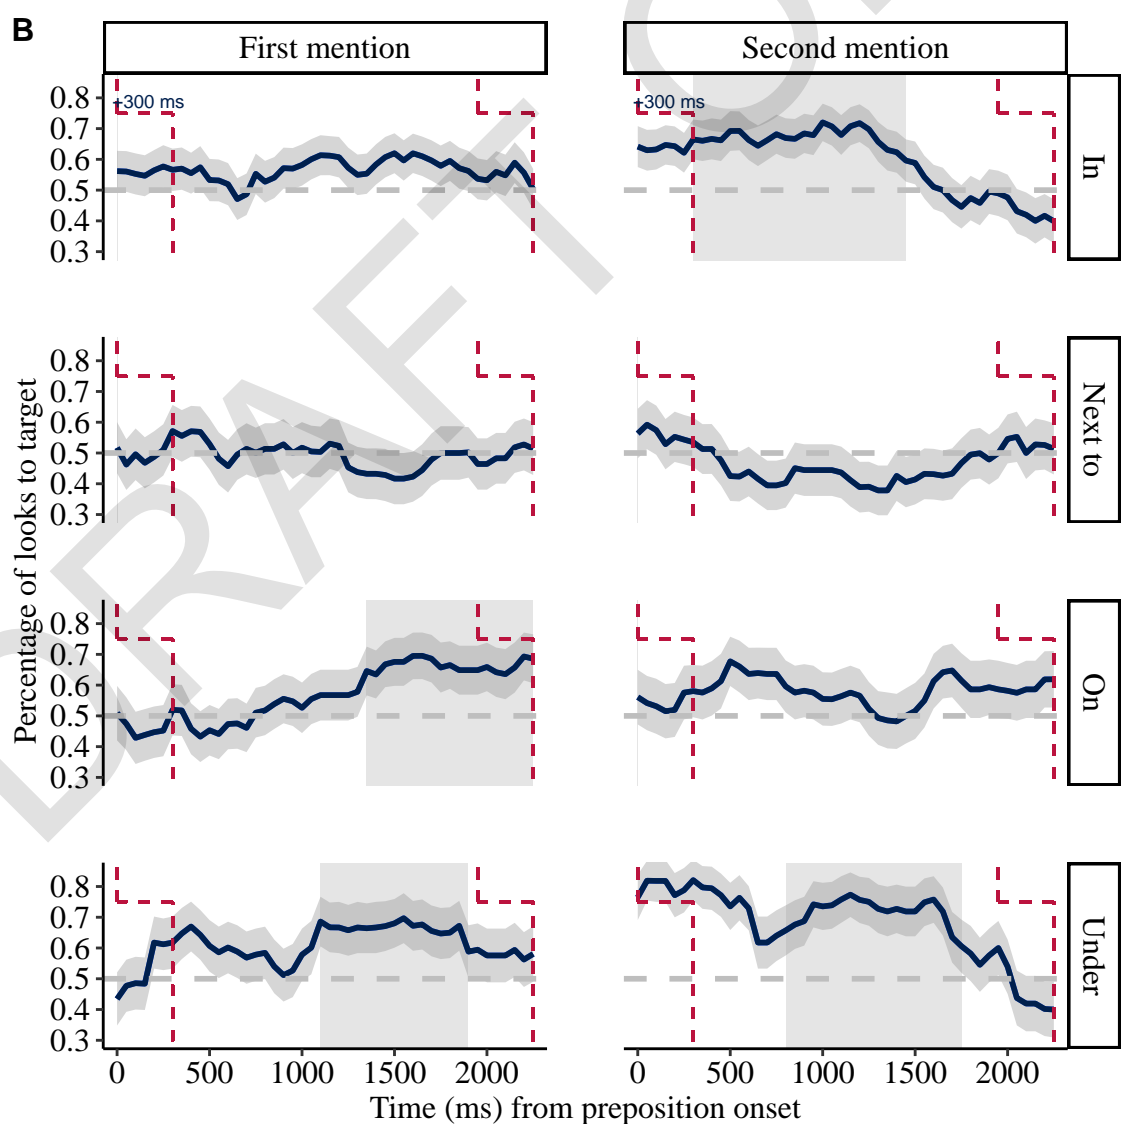 B
First mention
Second mention
+300 ms
+300 ms
0.8
0.7
0.6
0.5
0.4
0.3
In
0.8
0.7
0.6
0.5
0.4
0.3
Next to
0.8
0.7
0.6
0.5
0.4
0.3
On
0.8
0.7
0.6
0.5
0.4
0.3
Under
Percentage of looks to target
0 500 1000 1500 2000
0 500 1000 1500 2000
Time (ms) from preposition onset
DRAFT